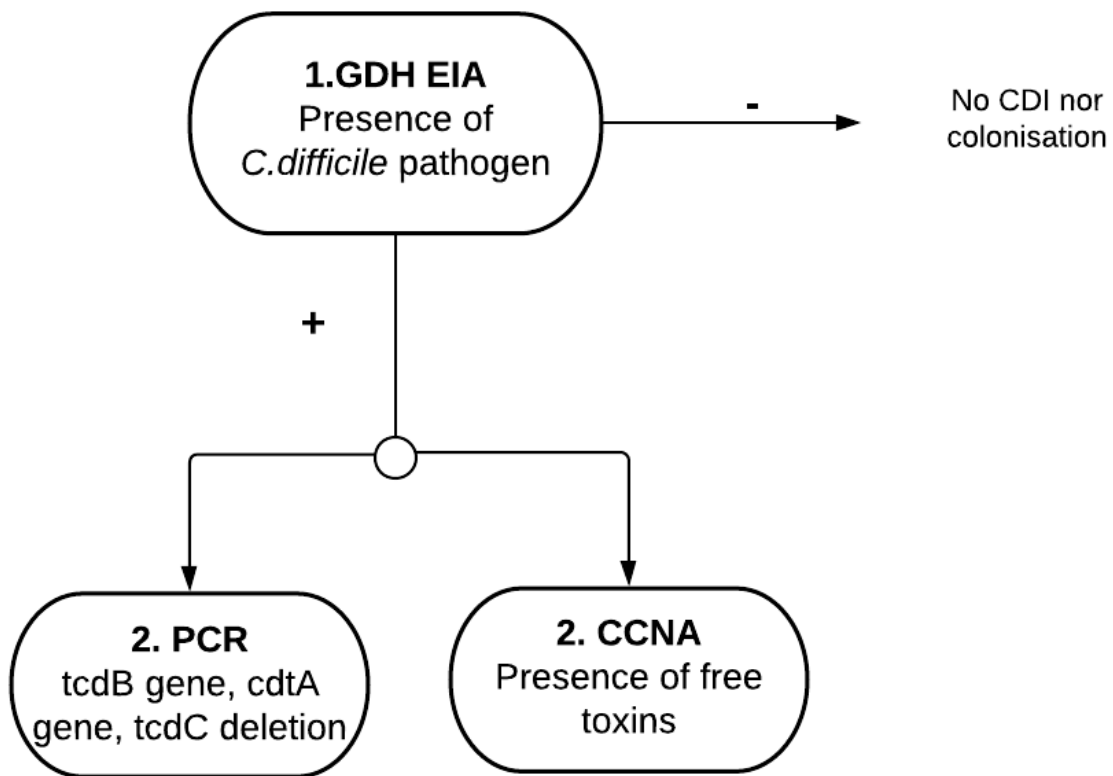 1.GDH EIA
Presence of
C.difficile pathogen
-
No CDI nor
colonisation
+
2. PCR
tcdB gene, cdtA
gene, tcdC deletion
2. CCNA
Presence of free
toxins